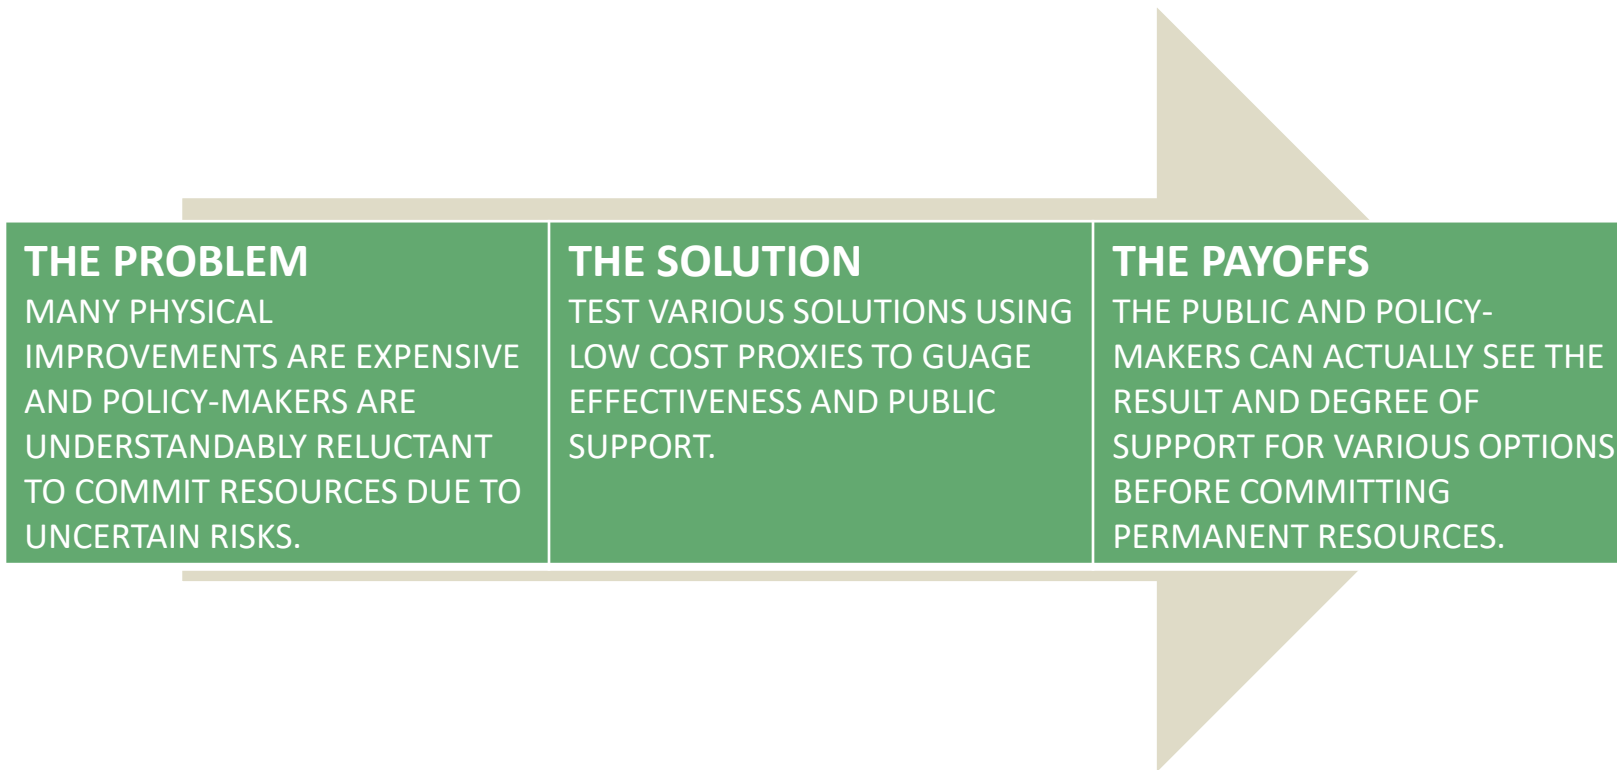 THE PROBLEM
MANY PHYSICAL
IMPROVEMENTS ARE EXPENSIVE
AND POLICY-MAKERS ARE
UNDERSTANDABLY RELUCTANT
TO COMMIT RESOURCES DUE TO
UNCERTAIN RISKS.
THE SOLUTION
TEST VARIOUS SOLUTIONS USING
LOW COST PROXIES TO GUAGE
EFFECTIVENESS AND PUBLIC
SUPPORT.
THE PAYOFFS
THE PUBLIC AND POLICY-
MAKERS CAN ACTUALLY SEE THE
RESULT AND DEGREE OF
SUPPORT FOR VARIOUS OPTIONS
BEFORE COMMITTING
PERMANENT RESOURCES.